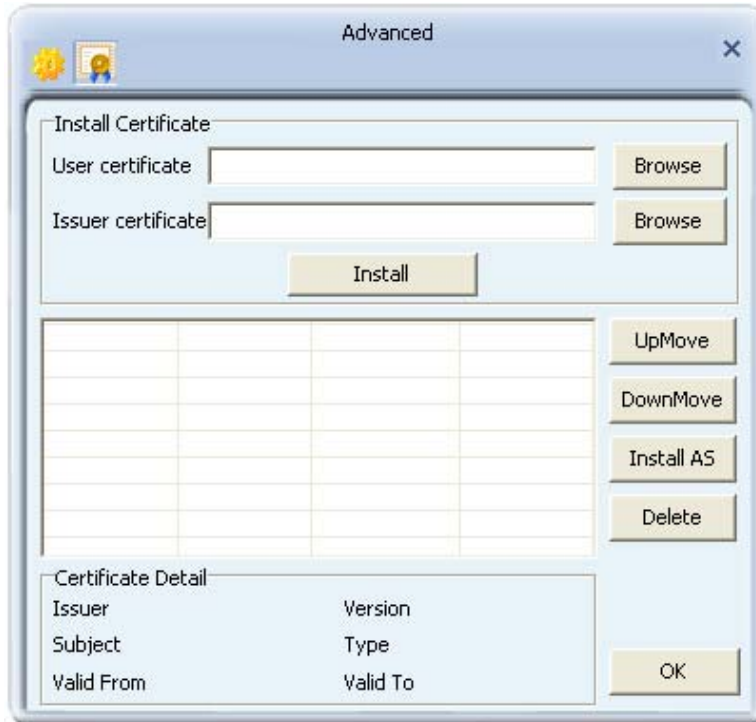 Advanced
Install Certificate
User certificate Browse
Issuer certificate Browse
Install
UpMove
DownMove
Install AS
Delete
Certificate Detail
Issuer Version
Subject Type
Valid From Valid To
OK